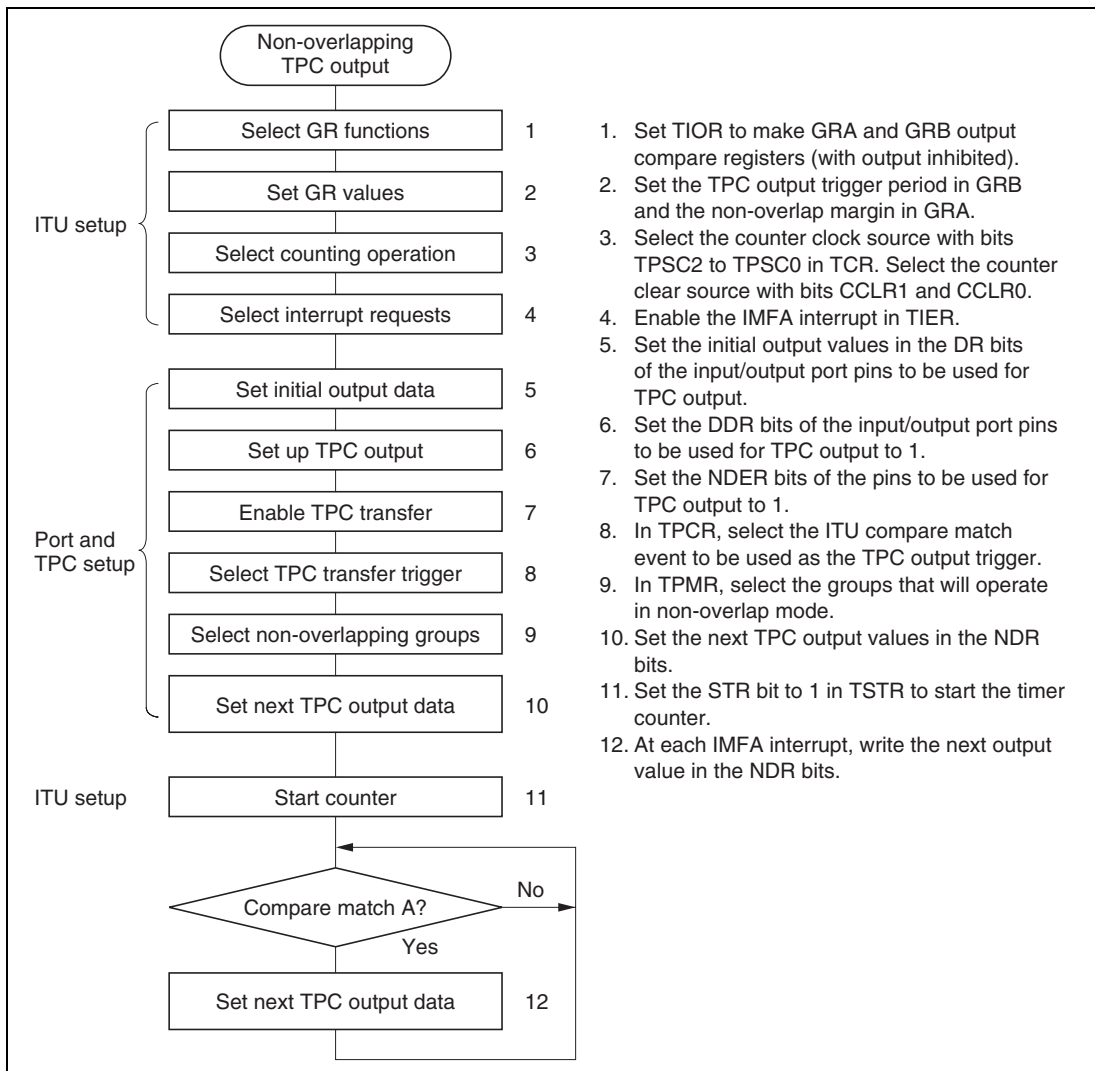 Non-overlapping
TPC output
ITU setup
Select GR functions 1
Set GR values 2
Select counting operation 3
Select interrupt requests 4
Port and
TPC setup
Set initial output data 5
Set up TPC output 6
Enable TPC transfer 7
Select TPC transfer trigger 8
Select non-overlapping groups 9
Set next TPC output data 10
ITU setup
Start counter 11
Compare match A?
No
Yes
Set next TPC output data 12
1. Set TIOR to make GRA and GRB output
compare registers (with output inhibited).
2. Set the TPC output trigger period in GRB
and the non-overlap margin in GRA.
3. Select the counter clock source with bits
TPSC2 to TPSC0 in TCR. Select the counter
clear source with bits CCLR1 and CCLR0.
4. Enable the IMFA interrupt in TIER.
5. Set the initial output values in the DR bits
of the input/output port pins to be used for
TPC output.
6. Set the DDR bits of the input/output port pins
to be used for TPC output to 1.
7. Set the NDER bits of the pins to be used for
TPC output to 1.
8. In TPCR, select the ITU compare match
event to be used as the TPC output trigger.
9. In TPMR, select the groups that will operate
in non-overlap mode.
10. Set the next TPC output values in the NDR
bits.
11. Set the STR bit to 1 in TSTR to start the timer
counter.
12. At each IMFA interrupt, write the next output
value in the NDR bits.